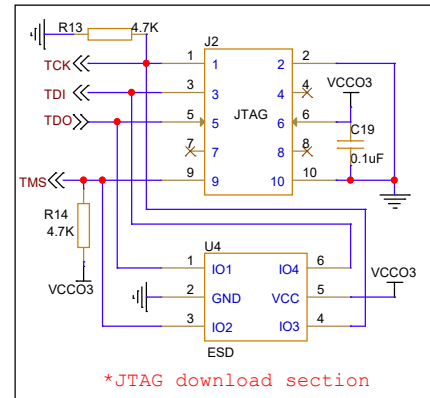 R13 4.7K
J2
TCK 1 1 2 2
VCCO3
TDI 3 3 4 4
JTAG
TDO 5 5 6 6
C19
7 7 8 8
0.1uF
TMS 9 9 10 10
R14
4.7K
U4
VCCO3
1 IO1 IO4 6
VCCO3
2 GND VCC 5
3 IO2 IO3 4
ESD
*JTAG download section